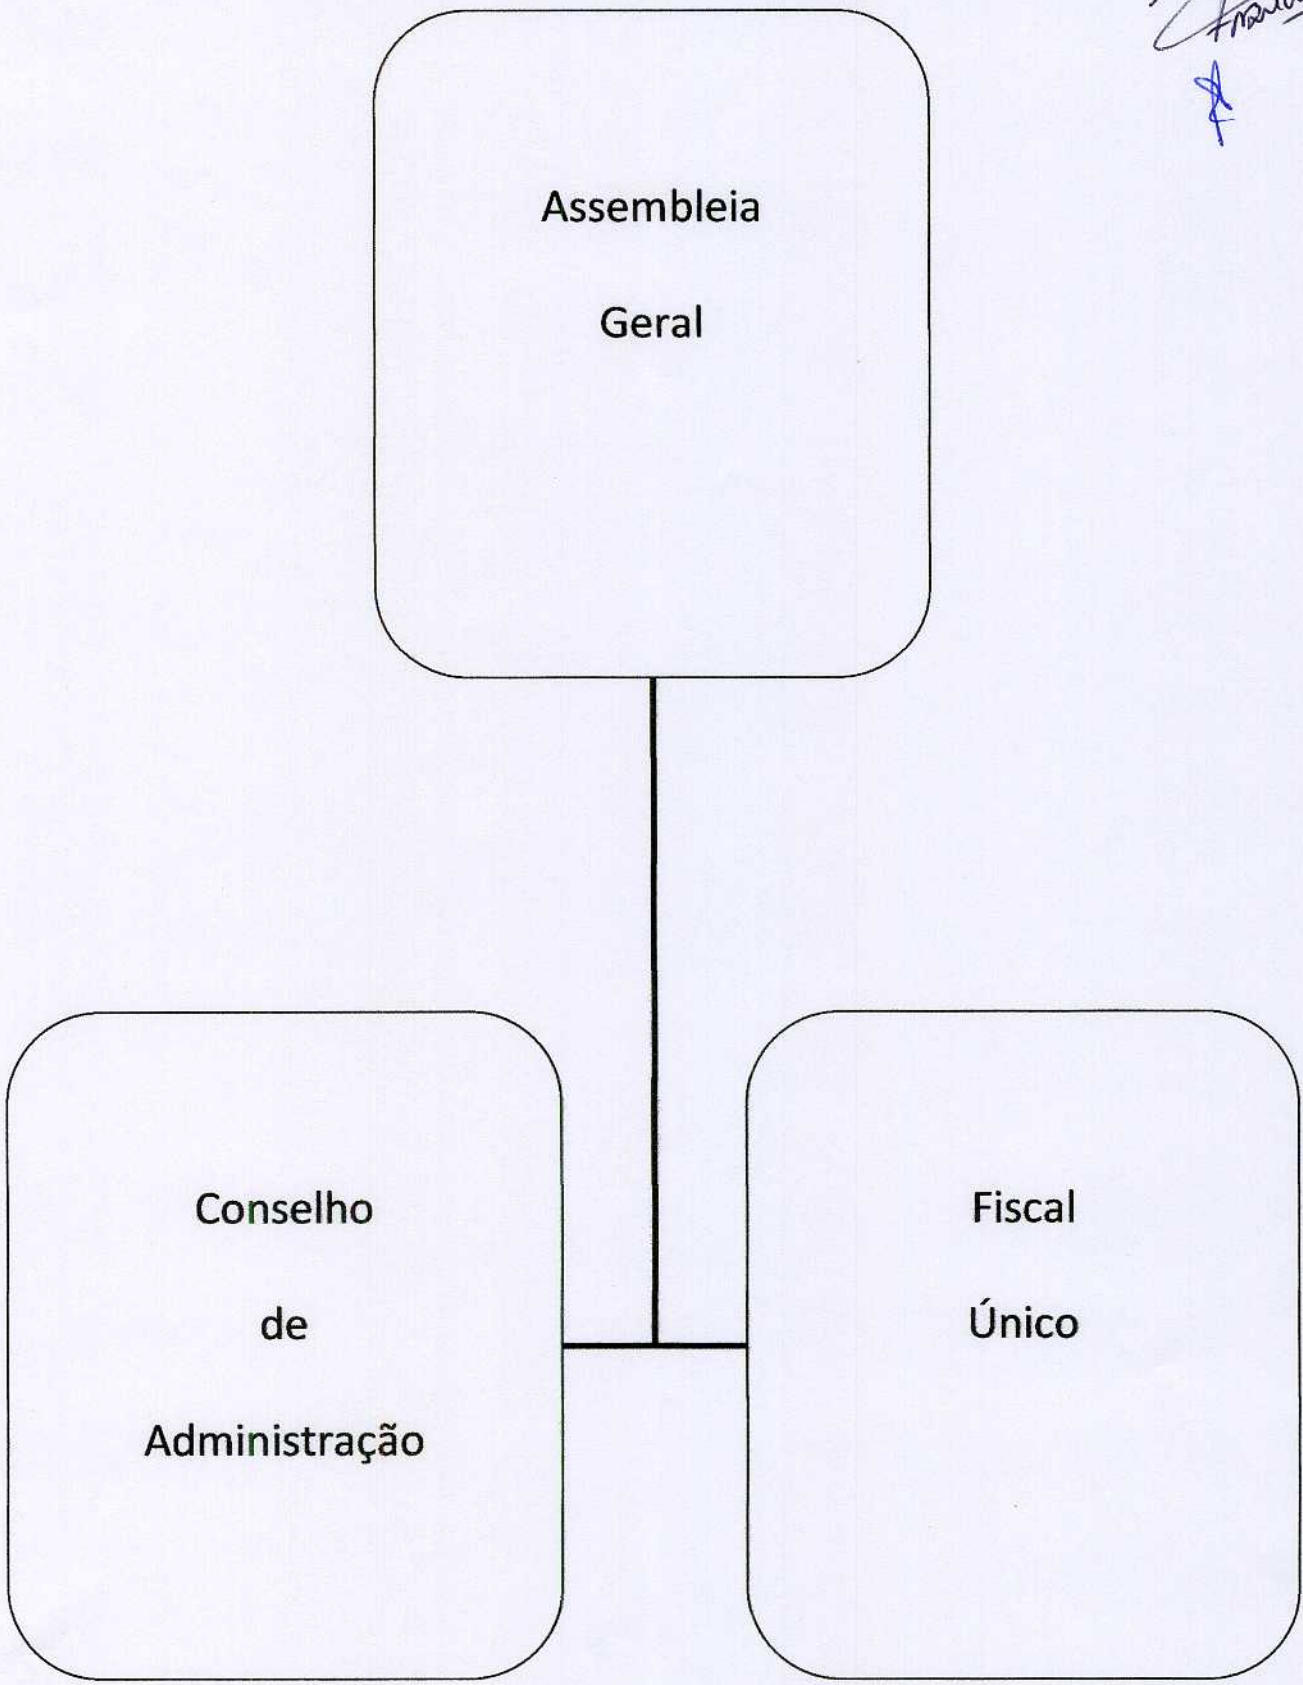 Assembleia
Geral
Conselho
de
Administração
Fiscal
Único